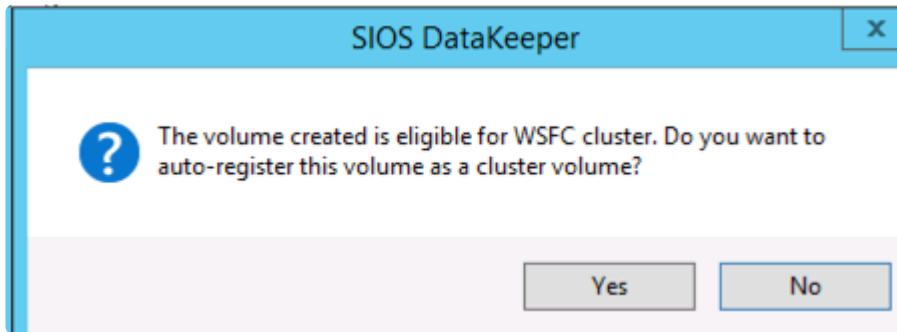 SIOS DataKeeper
x
The volume created is eligible for WSFC cluster. Do you want to
auto-register this volume as a cluster volume?
Yes
No